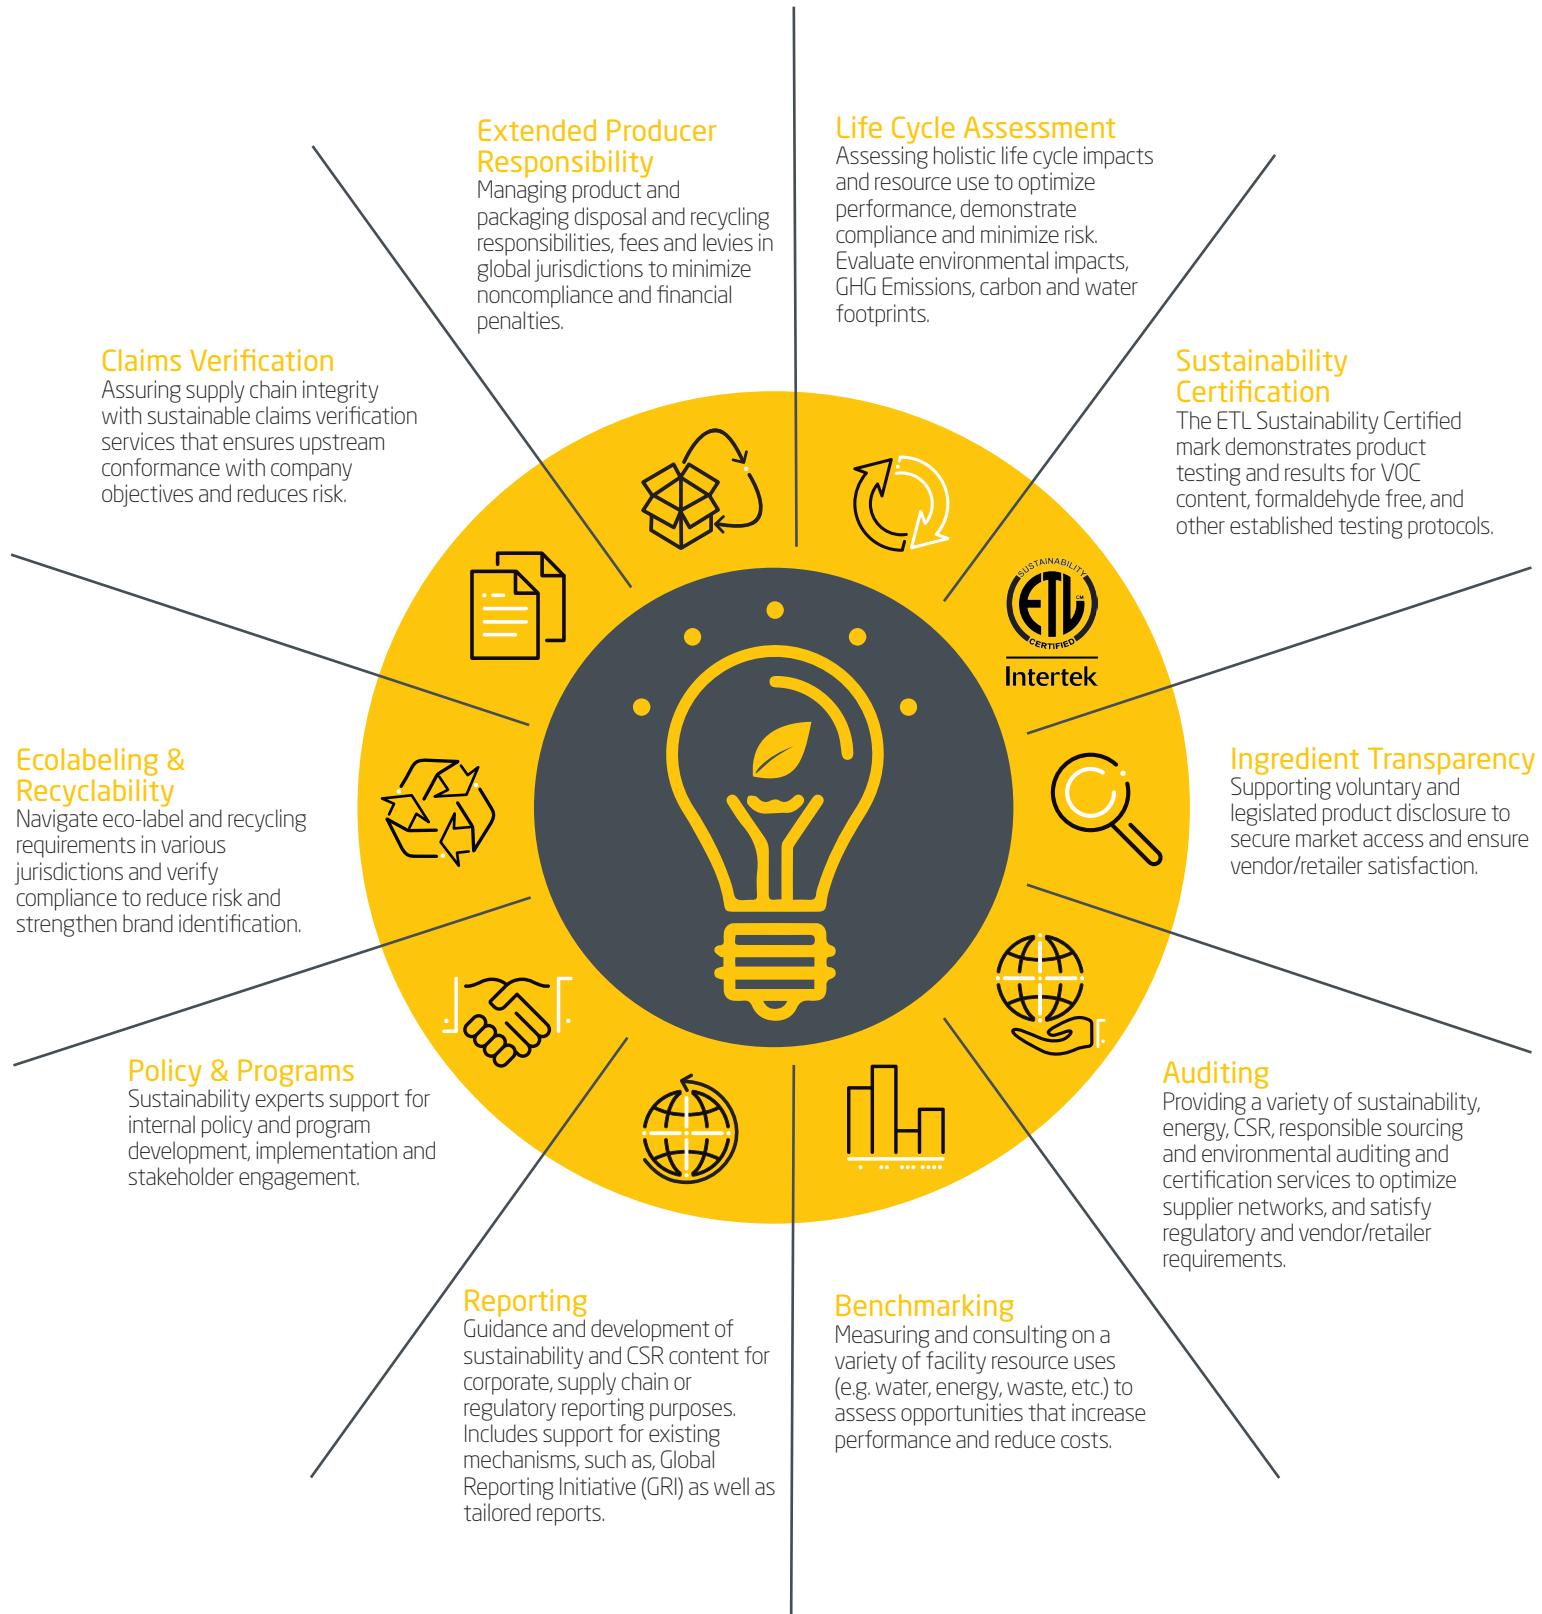 Extended Producer
Responsibility
Managing product and
packaging disposal and recycling
responsibilities, fees and levies in
global jurisdictions to minimize
noncompliance and financial
penalties.
Life Cycle Assessment
Assessing holistic life cycle impacts
and resource use to optimize
performance, demonstrate
compliance and minimize risk.
Evaluate environmental impacts,
GHG Emissions, carbon and water
footprints.
Claims Verification
Assuring supply chain integrity
with sustainable claims verification
services that ensures upstream
conformance with company
objectives and reduces risk.
Sustainability
Certification
The ETL Sustainability Certified
mark demonstrates product
testing and results for VOC
content, formaldehyde free, and
other established testing protocols.
SUSTAINABILITY
ETL
CM
CERTIFIED
Intertek
Ecolabeling &
Recyclability
Navigate eco-label and recycling
requirements in various
jurisdictions and verify
compliance to reduce risk and
strengthen brand identification.
Ingredient Transparency
Supporting voluntary and
legislated product disclosure to
secure market access and ensure
vendor/retailer satisfaction.
Policy & Programs
Sustainability experts support for
internal policy and program
development, implementation and
stakeholder engagement.
Auditing
Providing a variety of sustainability,
energy, CSR, responsible sourcing
and environmental auditing and
certification services to optimize
supplier networks, and satisfy
regulatory and vendor/retailer
requirements.
Reporting
Guidance and development of
sustainability and CSR content for
corporate, supply chain or
regulatory reporting purposes.
Includes support for existing
mechanisms, such as, Global
Reporting Initiative (GRI) as well as
tailored reports.
Benchmarking
Measuring and consulting on a
variety of facility resource uses
(e.g. water, energy, waste, etc.) to
assess opportunities that increase
performance and reduce costs.